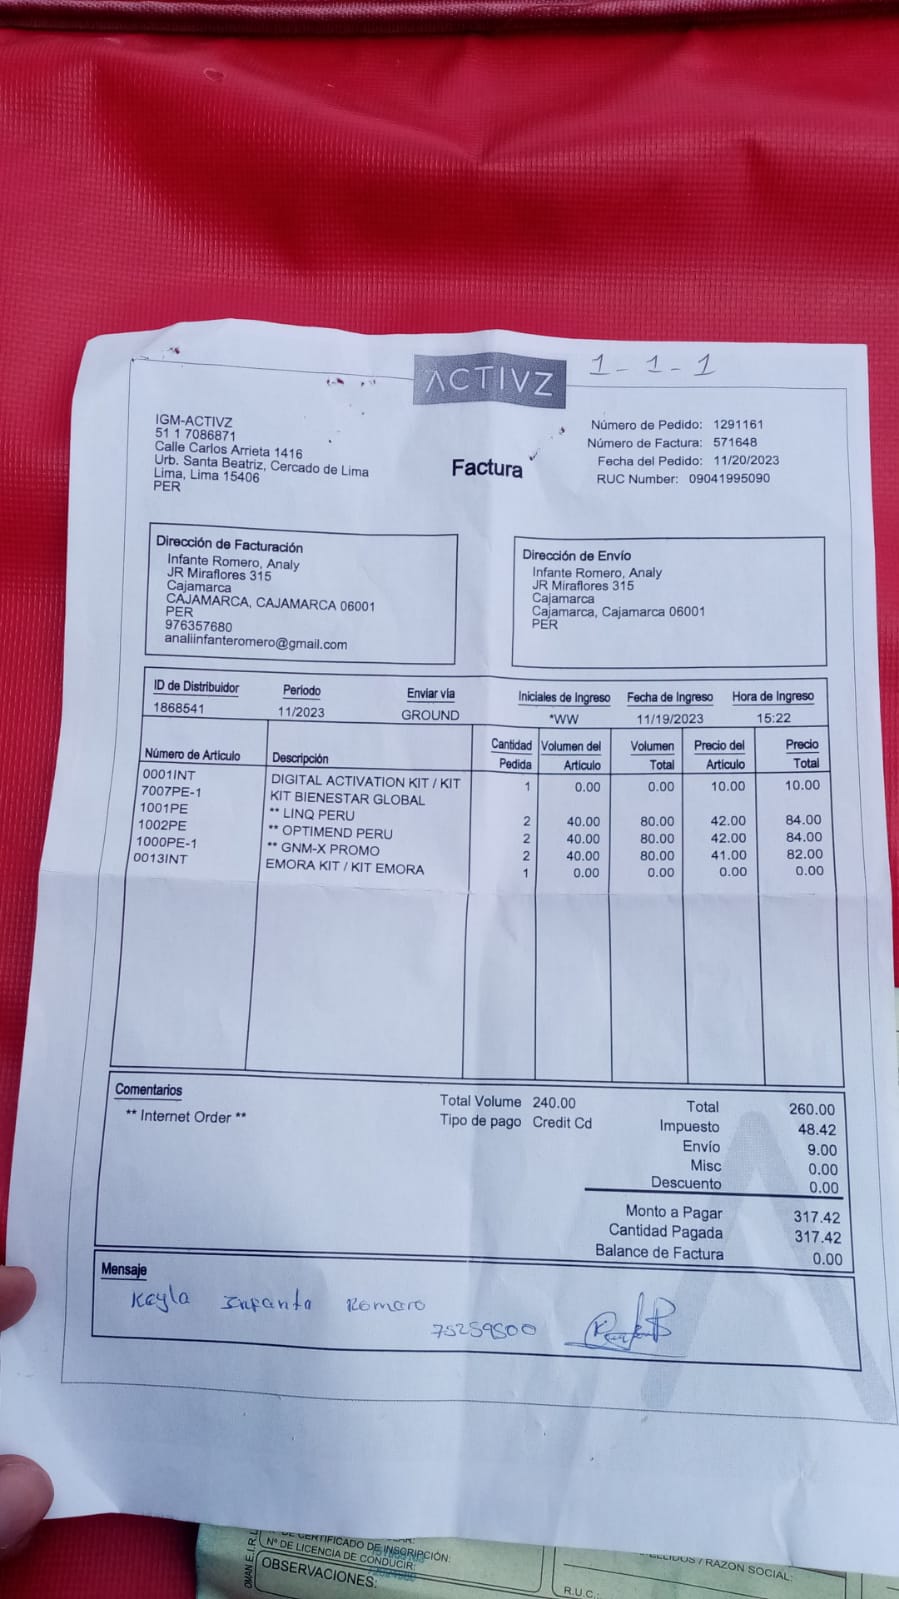 ACTIVZ
1-1-1
IGM-ACTIVZ
51 1 7086871
Calle Carlos Arrieta 1416
Urb. Santa Beatriz, Cercado de Lima
Lima, Lima 15406
PER
Factura
Número de Pedido: 1291161
Número de Factura: 571648
Fecha del Pedido: 11/20/2023
RUC Number: 09041995090
Dirección de Facturación
Infante Romero, Analy
JR Miraflores 315
Cajamarca
CAJAMARCA, CAJAMARCA 06001
PER
976357680
analiinfanteromero@gmail.com
Dirección de Envío
Infante Romero, Analy
JR Miraflores 315
Cajamarca
Cajamarca, Cajamarca 06001
PER
ID de Distribuidor Período Enviar vía Iniciales de Ingreso Fecha de Ingreso Hora de Ingreso
1868541 11/2023 GROUND *WW 11/19/2023 15:22
Número de Artículo Descripción Cantidad Pedida Volumen del Artículo Volumen Total Precio del Artículo Precio Total
0001INT DIGITAL ACTIVATION KIT / KIT 1 0.00 0.00 10.00 10.00
7007PE-1 KIT BIENESTAR GLOBAL
1001PE ** LINQ PERU 2 40.00 80.00 42.00 84.00
1002PE ** OPTIMEND PERU 2 40.00 80.00 42.00 84.00
1000PE-1 ** GNM-X PROMO 2 40.00 80.00 41.00 82.00
0013INT EMORA KIT / KIT EMORA 1 0.00 0.00 0.00 0.00
Comentarios
** Internet Order **
Total Volume 240.00
Tipo de pago Credit Cd
Total 260.00
Impuesto 48.42
Envío 9.00
Misc 0.00
Descuento 0.00
Monto a Pagar 317.42
Cantidad Pagada 317.42
Balance de Factura 0.00
Mensaje
Keyla Infante Romero
75259500
Nº DE CERTIFICADO DE INSCRIPCIÓN:
Nº DE LICENCIA DE CONDUCIR:
OBSERVACIONES:
/ RAZON SOCIAL:
R.U.C.: